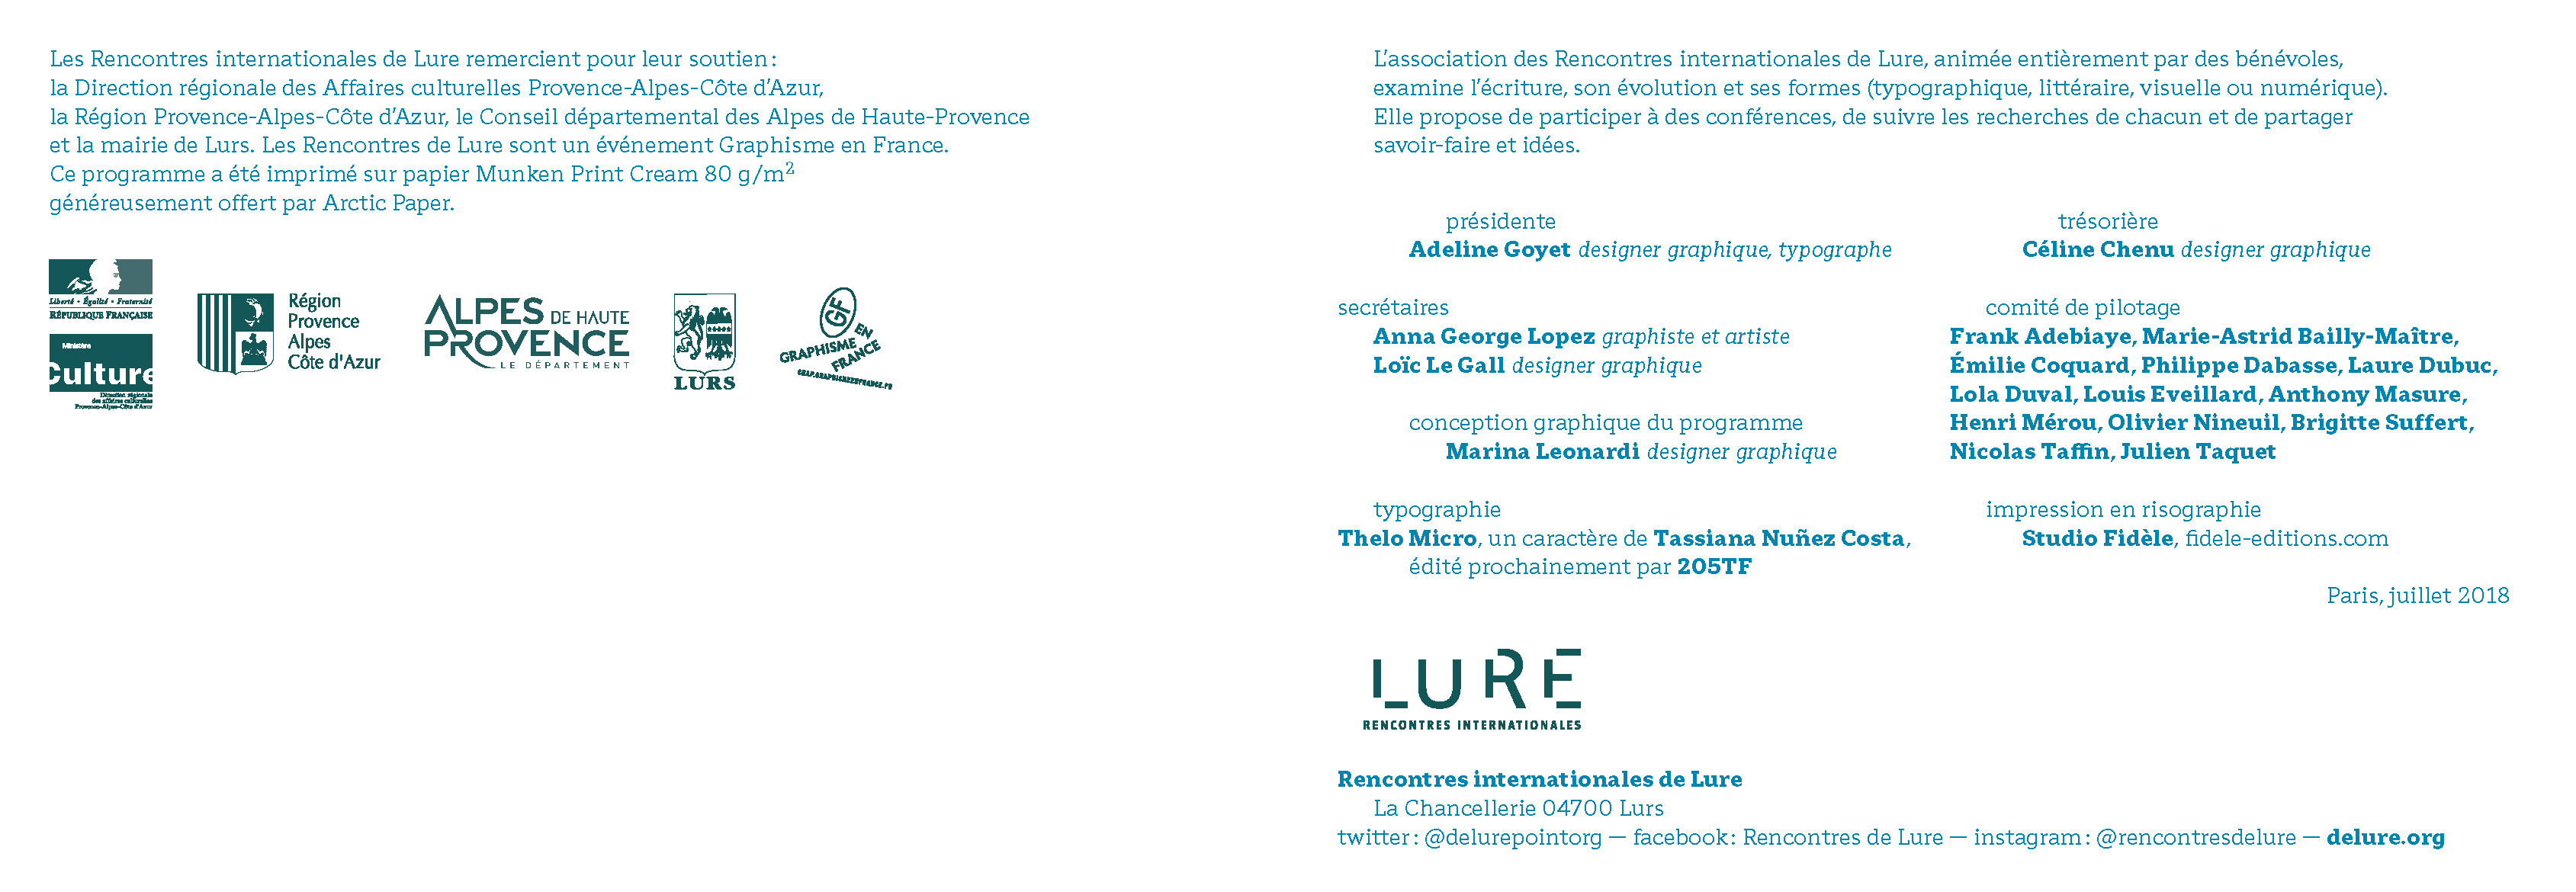 Les Rencontres internationales de Lure remercient pour leur soutien :
la Direction régionale des Affaires culturelles Provence-Alpes-Côte d’Azur,
la Région Provence-Alpes-Côte d’Azur, le Conseil départemental des Alpes de Haute-Provence
et la mairie de Lurs. Les Rencontres de Lure sont un événement Graphisme en France.
Ce programme a été imprimé sur papier Munken Print Cream 80 g/m²
généreusement offert par Arctic Paper.
Liberté • Égalité • Fraternité
RÉPUBLIQUE FRANÇAISE
Ministère
Culture
Direction régionale
des affaires culturelles
Provence-Alpes-Côte d'Azur
Région
Provence
Alpes
Côte d'Azur
ALPES DE HAUTE
PROVENCE
LE DÉPARTEMENT
LURS
GF
GRAPHISME EN
FRANCE
L’association des Rencontres internationales de Lure, animée entièrement par des bénévoles,
examine l’écriture, son évolution et ses formes (typographique, littéraire, visuelle ou numérique).
Elle propose de participer à des conférences, de suivre les recherches de chacun et de partager
savoir-faire et idées.
présidente
Adeline Goyet designer graphique, typographe
secrétaires
Anna George Lopez graphiste et artiste
Loïc Le Gall designer graphique
conception graphique du programme
Marina Leonardi designer graphique
typographie
Thelo Micro, un caractère de Tassiana Nuñez Costa,
édité prochainement par 205TF
trésorière
Céline Chenu designer graphique
comité de pilotage
Frank Adebiaye, Marie-Astrid Bailly-Maître,
Émilie Coquard, Philippe Dabasse, Laure Dubuc,
Lola Duval, Louis Eveillard, Anthony Masure,
Henri Mérou, Olivier Nineuil, Brigitte Suffert,
Nicolas Taffin, Julien Taquet
impression en risographie
Studio Fidèle, fidele-editions.com
Paris, juillet 2018
LURE
RENCONTRES INTERNATIONALES
Rencontres internationales de Lure
La Chancellerie 04700 Lurs
twitter : @delurepointorg — facebook : Rencontres de Lure — instagram : @rencontresdelure — delure.org